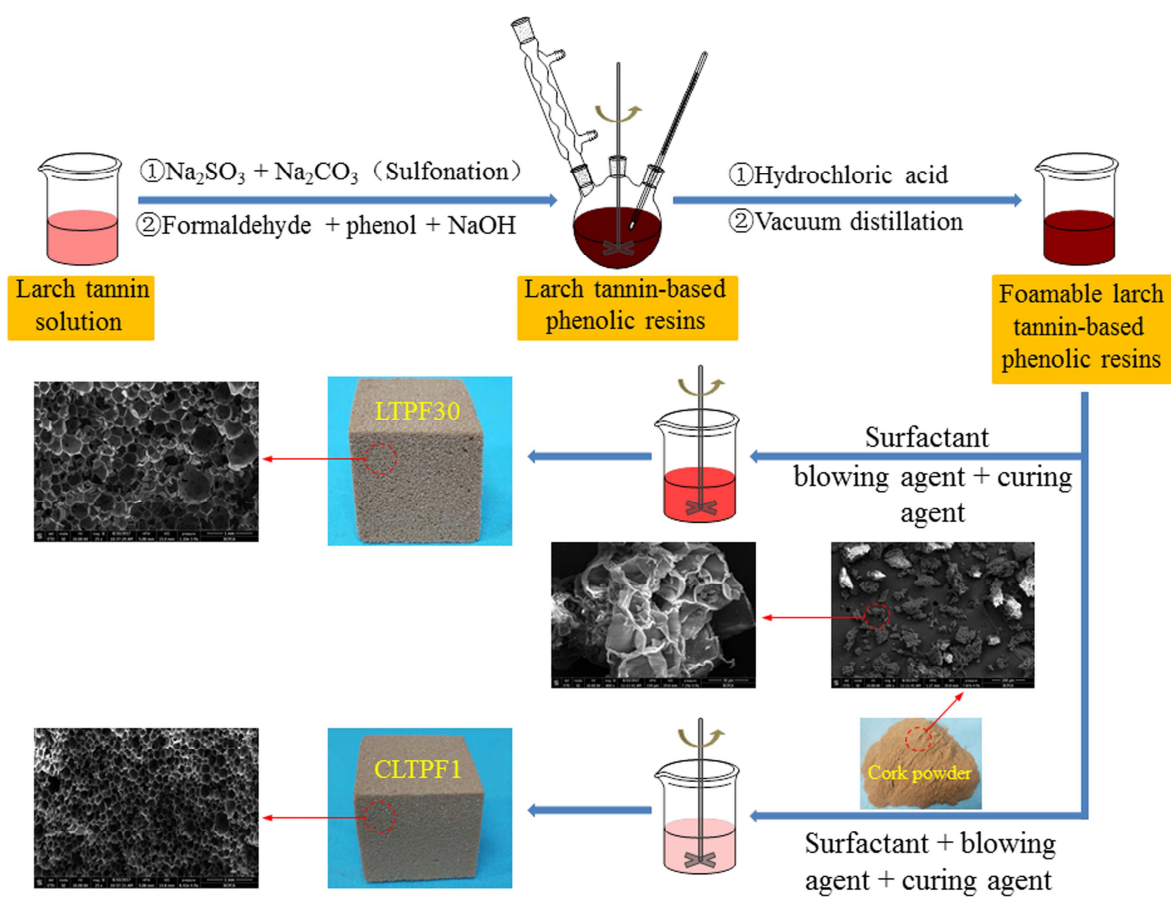 ①Na₂SO₃ + Na₂CO₃（Sulfonation）
②Formaldehyde + phenol + NaOH
①Hydrochloric acid
②Vacuum distillation
Larch tannin
solution
Larch tannin-based
phenolic resins
Foamable larch
tannin-based
phenolic resins
LTPF30
Surfactant
blowing agent + curing
agent
Cork powder
CLTPF1
Surfactant + blowing
agent + curing agent